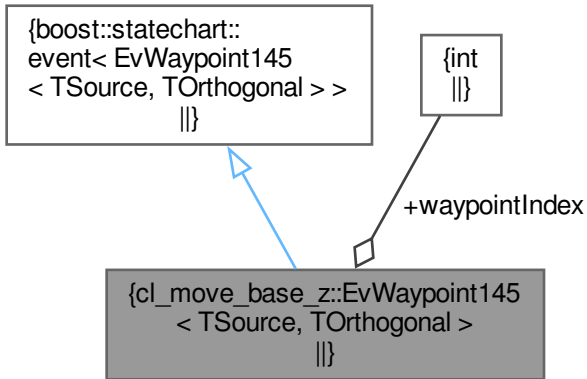 {boost::statechart::
event< EvWaypoint145
< TSource, TOrthogonal > >
||}
{int
||}
+waypointIndex
{cl_move_base_z::EvWaypoint145
< TSource, TOrthogonal >
||}